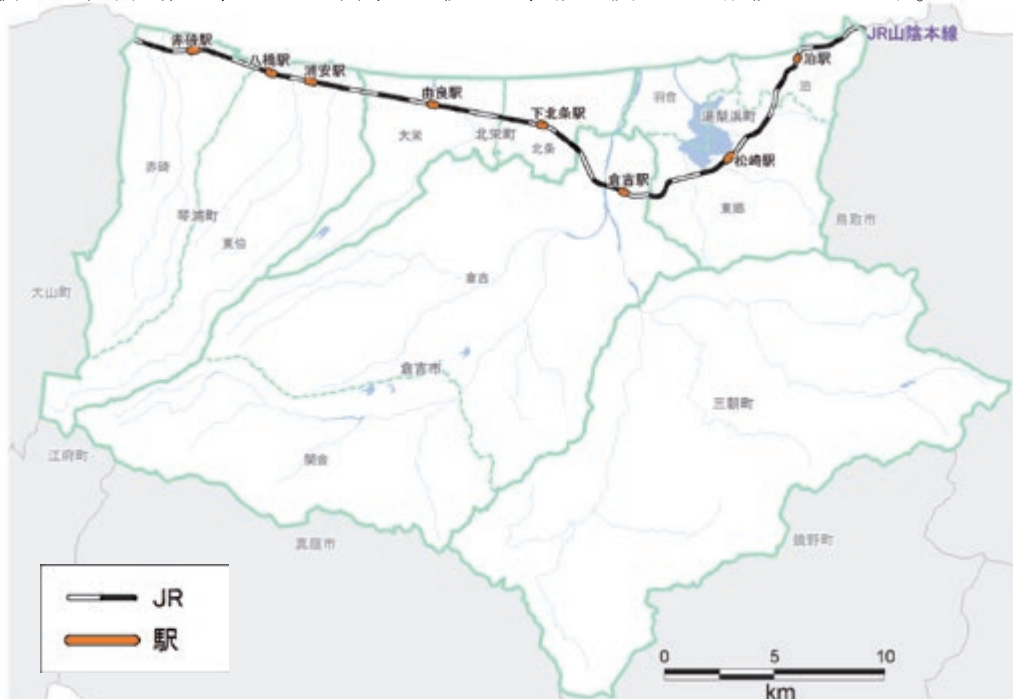 JR山陰本線
赤碕駅
泊駅
八橋駅
浦安駅
泊
羽合
由良駅
湯梨浜町
下北条駅
大栄
北栄町
北条
松崎駅
赤碕
倉吉駅
東郷
琴浦町
鳥取市
東伯
倉吉
大山町
倉吉市
三朝町
江府町
関金
真庭市
鏡野町
JR
駅
0 5 10
km